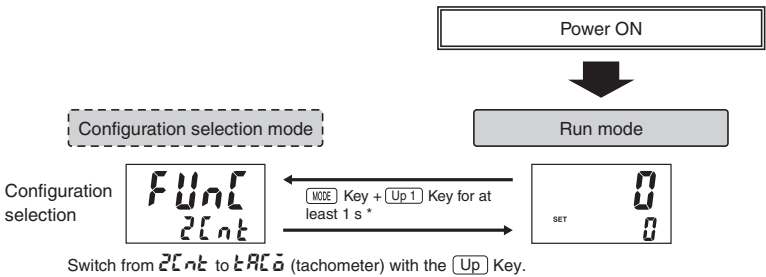 Power ON
Configuration selection mode
Run mode
Configuration
selection
FUnC
2Cnt
MODE Key + Up 1 Key for at
least 1 s *
0
SET
0
Switch from 2Cnt to tACo (tachometer) with the Up Key.